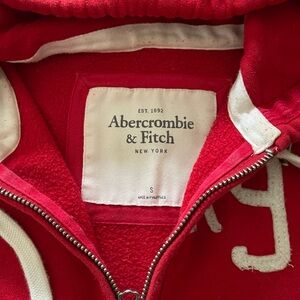 EST. 1892
Abercrombie
& Fitch
NEW YORK
S
9